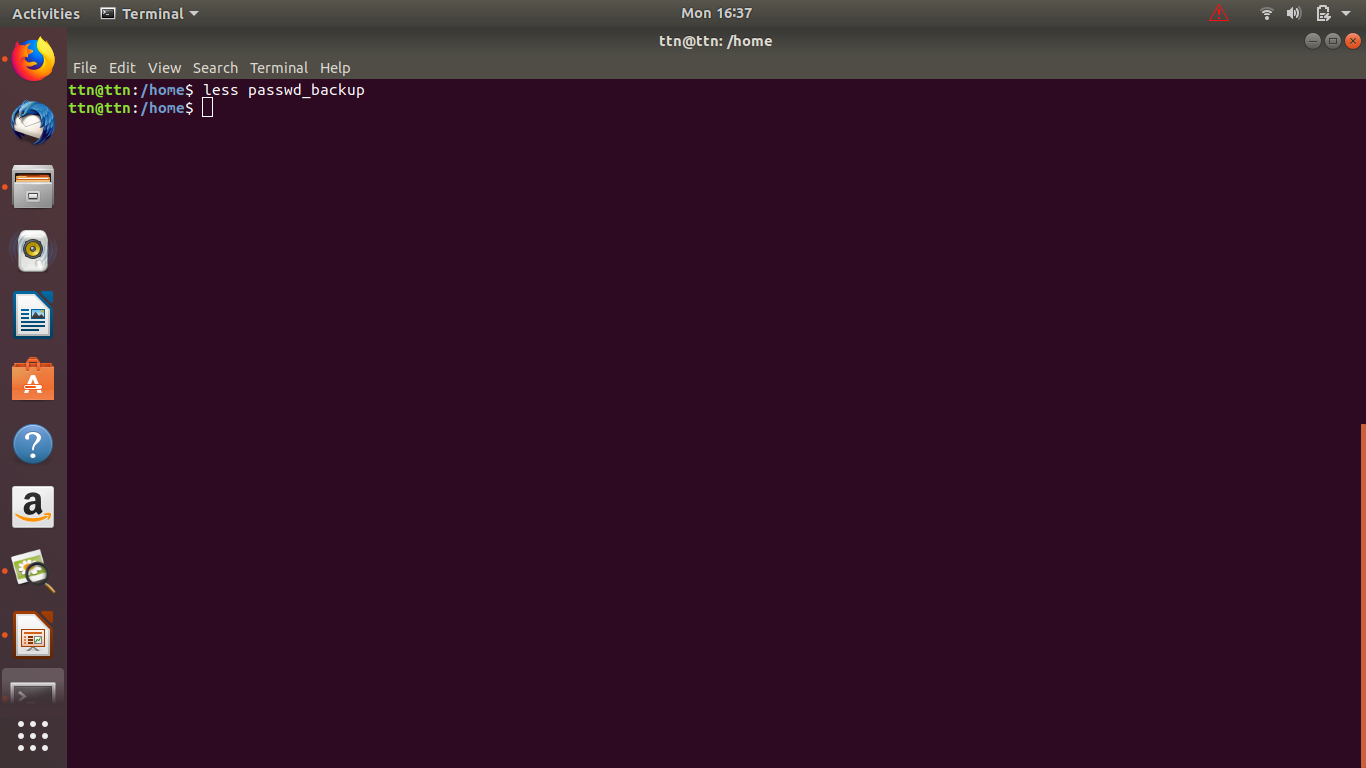 Activities Terminal Mon 16:37
ttn@ttn: /home
File Edit View Search Terminal Help
ttn@ttn:/home$ less passwd_backup
ttn@ttn:/home$